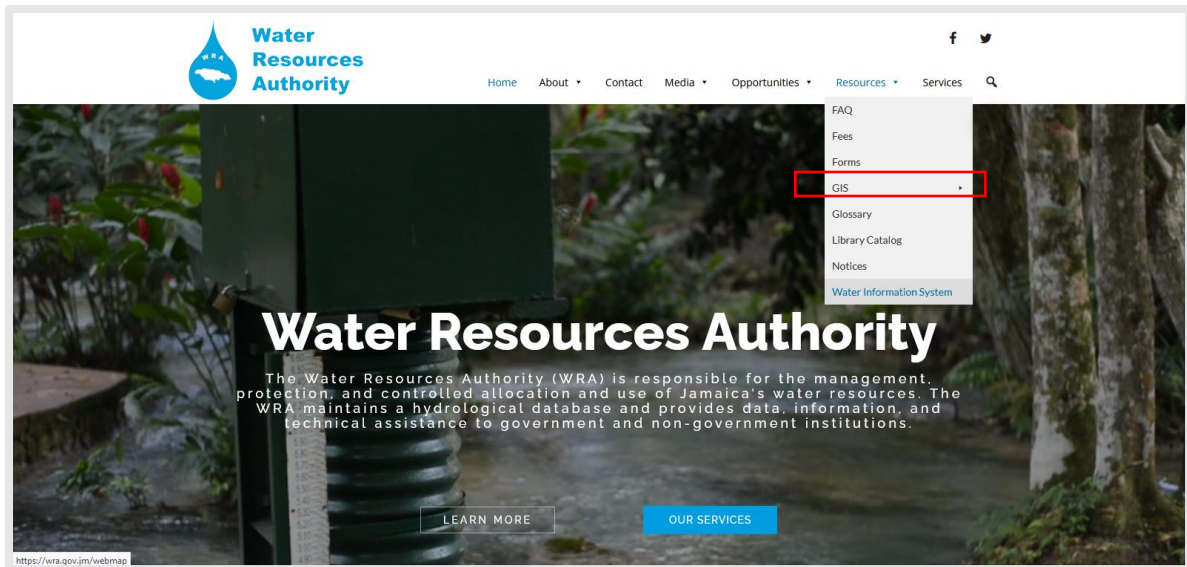 WRA
Water
Resources
Authority
Home About Contact Media Opportunities Resources Services
FAQ
Fees
Forms
GIS
Glossary
Library Catalog
Notices
Water Information System
Water Resources Authority
The Water Resources Authority (WRA) is responsible for the management,
protection, and controlled allocation and use of Jamaica's water resources. The
WRA maintains a hydrological database and provides data, information, and
technical assistance to government and non-government institutions.
LEARN MORE OUR SERVICES
https://wra.gov.jm/webmap